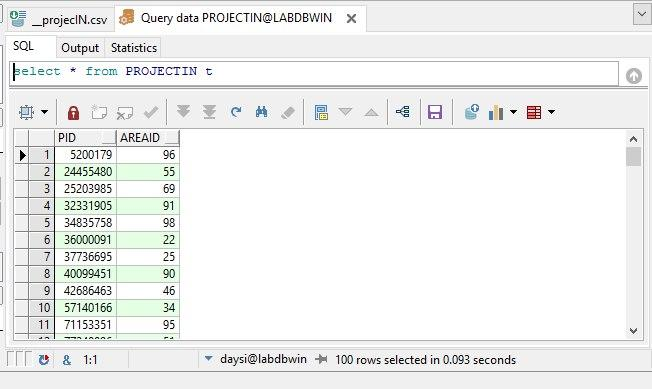 __projecIN.csv Query data PROJECTIN@LABDBWIN
SQL Output Statistics
select * from PROJECTIN t
PID AREAID
1 5200179 96
2 24455480 55
3 25203985 69
4 32331905 91
5 34835758 98
6 36000091 22
7 37736695 25
8 40099451 90
9 42686463 46
10 57140166 34
11 71153351 95
& 1:1 daysi@labdbwin 100 rows selected in 0.093 seconds